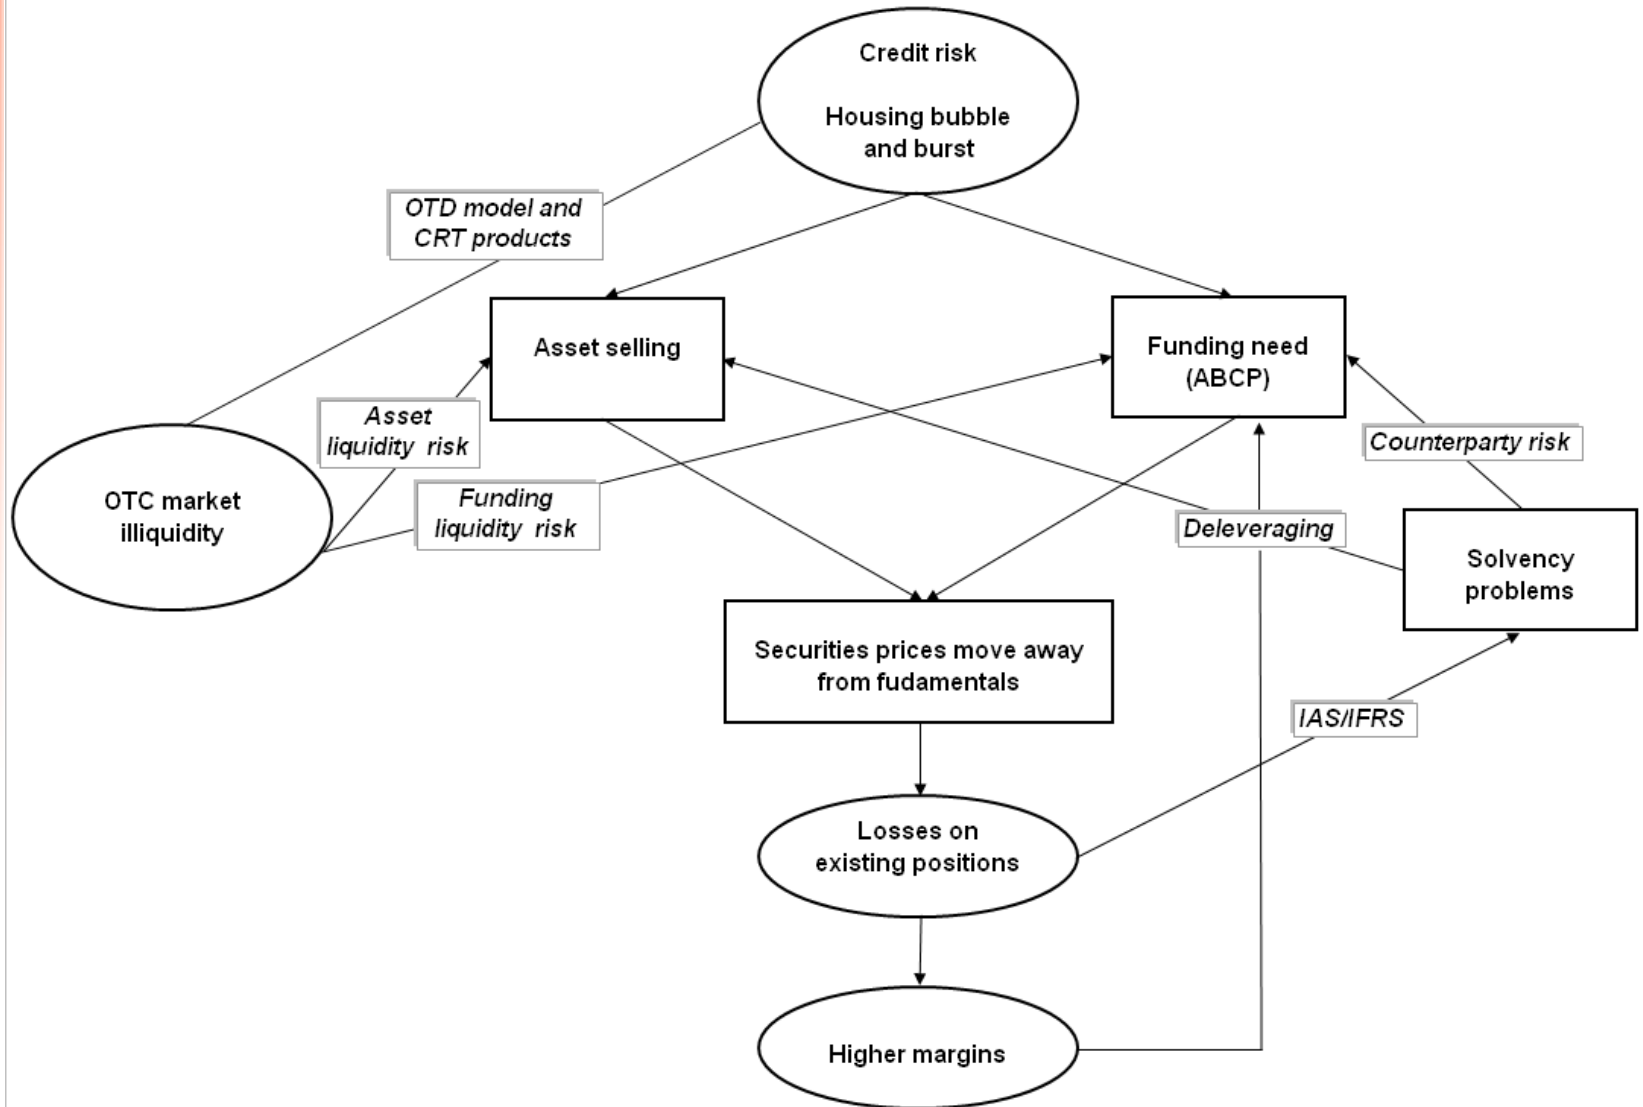 Credit risk
Housing bubble
and burst
OTD model and
CRT products
Asset selling
Funding need
(ABCP)
Asset
liquidity risk
Counterparty risk
Funding
liquidity risk
OTC market
illiquidity
Deleveraging
Solvency
problems
Securities prices move away
from fudamentals
IAS/IFRS
Losses on
existing positions
Higher margins